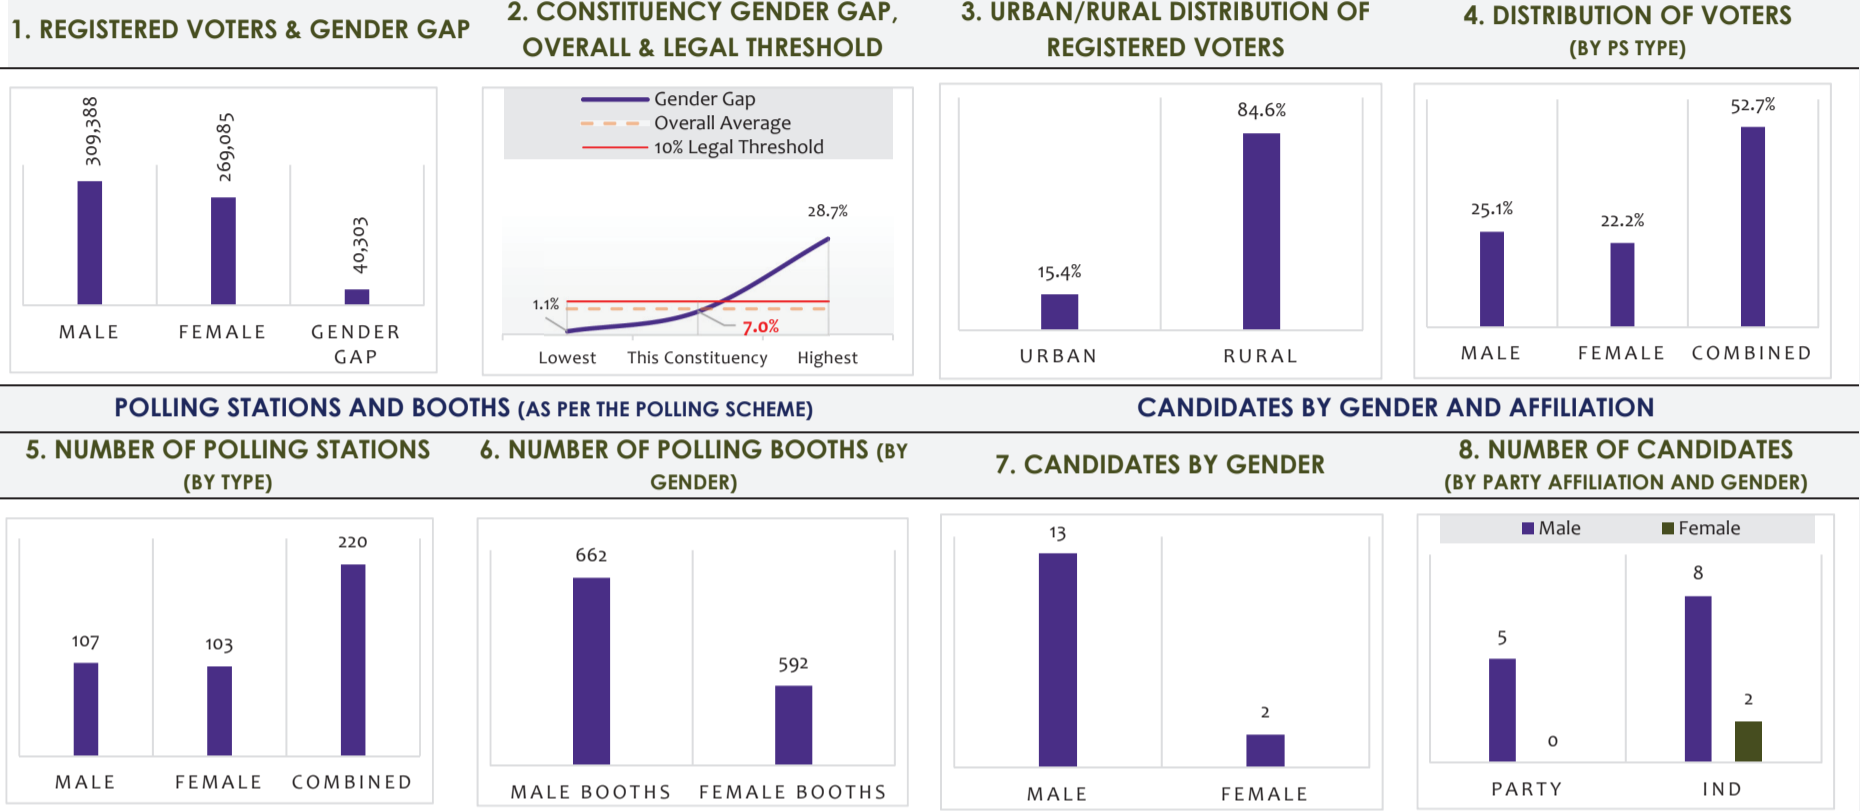 1. REGISTERED VOTERS & GENDER GAP
2. CONSTITUENCY GENDER GAP,
OVERALL & LEGAL THRESHOLD
3. URBAN/RURAL DISTRIBUTION OF
REGISTERED VOTERS
4. DISTRIBUTION OF VOTERS
(BY PS TYPE)
309,388
269,085
40,303
MALE
FEMALE
GENDER
GAP
Gender Gap
Overall Average
10% Legal Threshold
28.7%
1.1%
7.0%
Lowest
This Constituency
Highest
84.6%
15.4%
URBAN
RURAL
52.7%
25.1%
22.2%
MALE
FEMALE
COMBINED
POLLING STATIONS AND BOOTHS (AS PER THE POLLING SCHEME)
CANDIDATES BY GENDER AND AFFILIATION
5. NUMBER OF POLLING STATIONS
(BY TYPE)
6. NUMBER OF POLLING BOOTHS (BY
GENDER)
7. CANDIDATES BY GENDER
8. NUMBER OF CANDIDATES
(BY PARTY AFFILIATION AND GENDER)
220
107
103
MALE
FEMALE
COMBINED
662
592
MALE BOOTHS
FEMALE BOOTHS
13
2
MALE
FEMALE
Male
Female
8
5
2
0
PARTY
IND